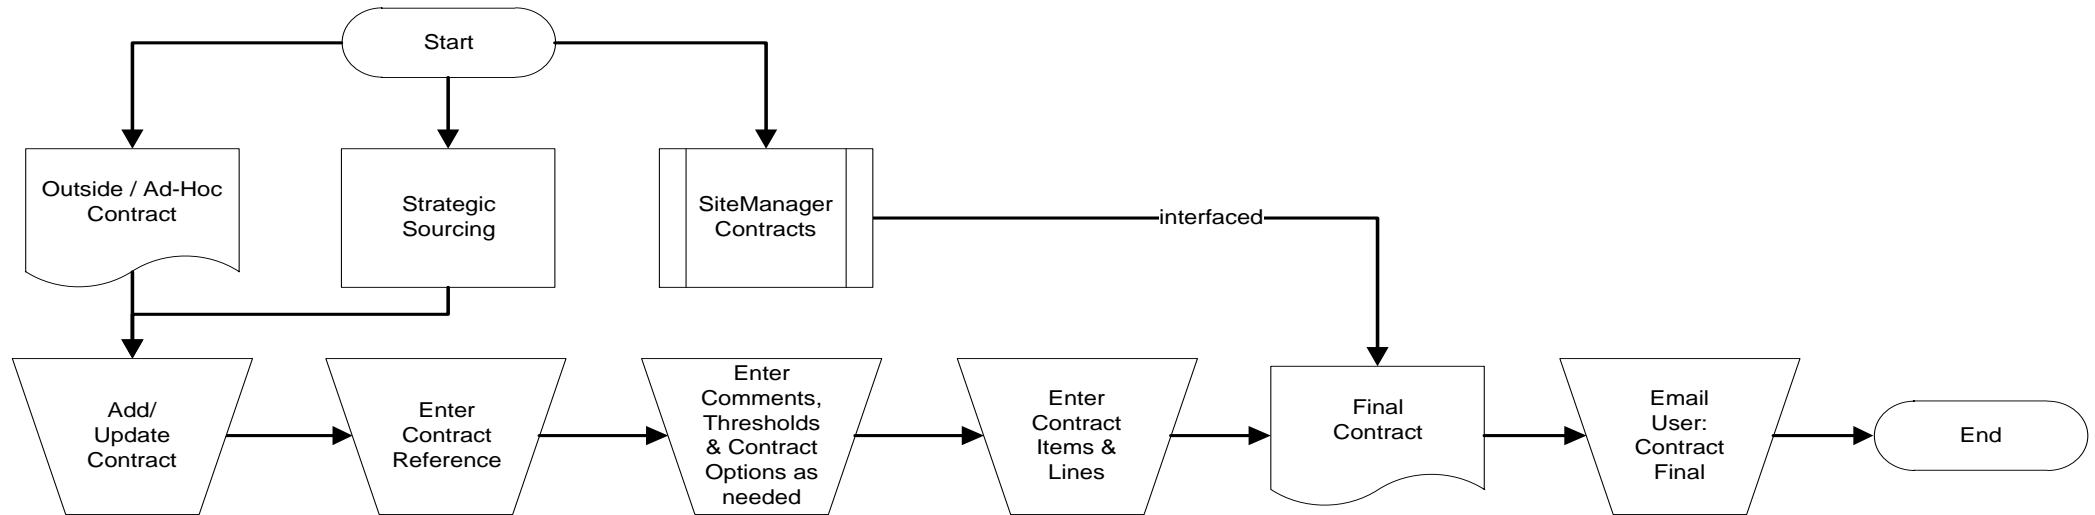 Start
Outside / Ad-Hoc
Contract
Strategic
Sourcing
SiteManager
Contracts
interfaced
Add/
Update
Contract
Enter
Contract
Reference
Enter
Comments,
Thresholds
& Contract
Options as
needed
Enter
Contract
Items &
Lines
Final
Contract
Email
User:
Contract
Final
End